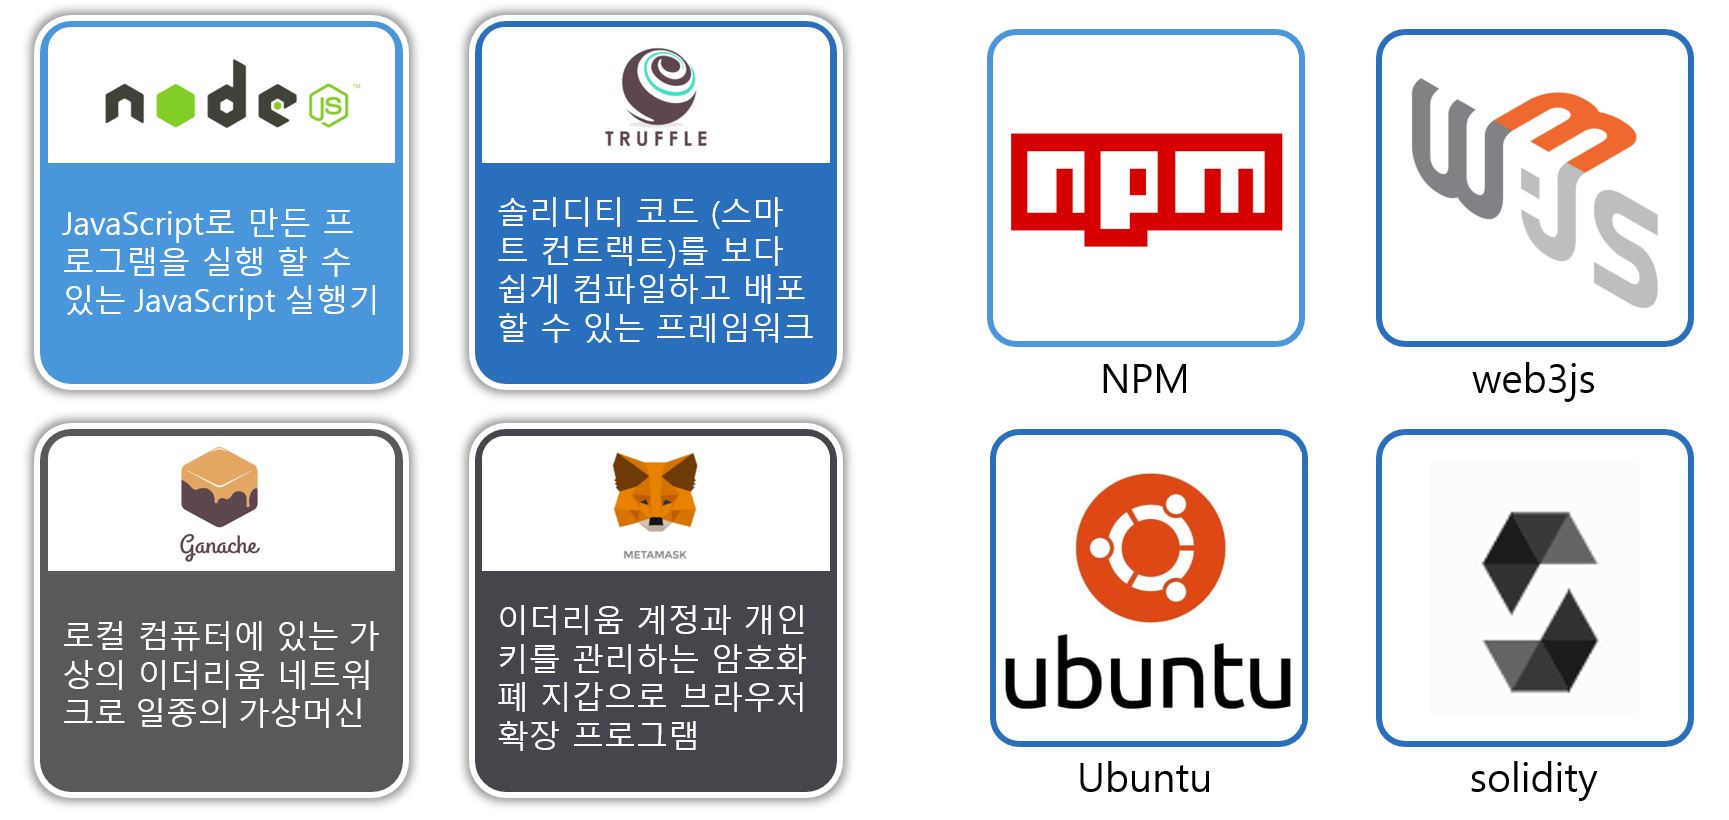 node JS™
JavaScript로 만든 프
로그램을 실행 할 수
있는 JavaScript 실행기
TRUFFLE
솔리디티 코드 (스마
트 컨트랙트)를 보다
쉽게 컴파일하고 배포
할 수 있는 프레임워크
Ganache
로컬 컴퓨터에 있는 가
상의 이더리움 네트워
크로 일종의 가상머신
METAMASK
이더리움 계정과 개인
키를 관리하는 암호화
폐 지갑으로 브라우저
확장 프로그램
npm
NPM
w3js
web3js
ubuntu
Ubuntu
solidity